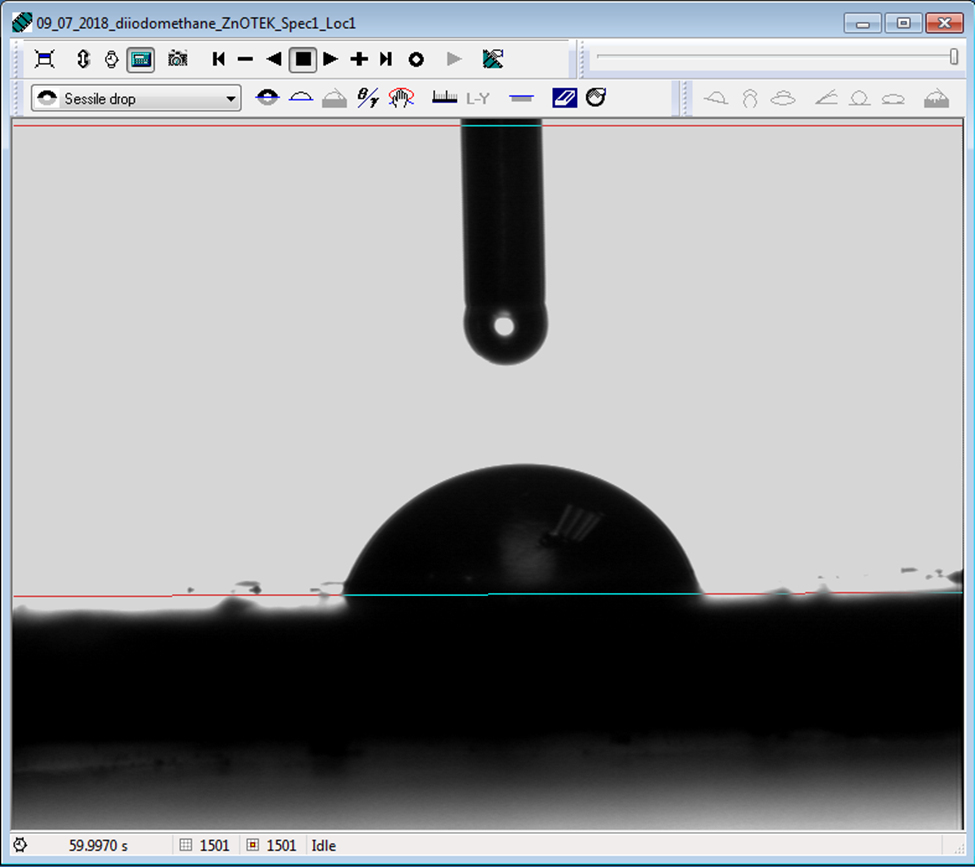 09_07_2018_diiodomethane_ZnOTEK_Spec1_Loc1
Sessile drop
θ/γ
L-Y
59.9970 s 1501 1501 Idle